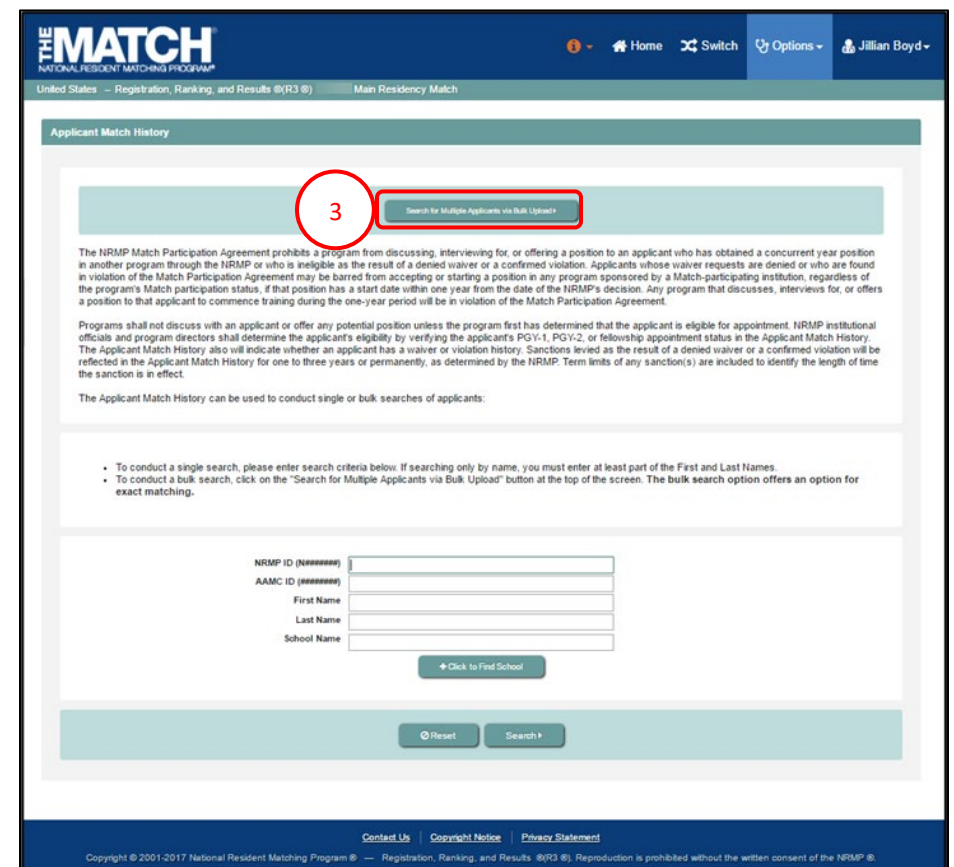 THE MATCH
NATIONAL RESIDENT MATCHING PROGRAM®
Home Switch Options Jillian Boyd
United States – Registration, Ranking, and Results ®(R3 ®) Main Residency Match
Applicant Match History
3
Search for Multiple Applicants via Bulk Upload
The NRMP Match Participation Agreement prohibits a program from discussing, interviewing for, or offering a position to an applicant who has obtained a concurrent year position
in another program through the NRMP or who is ineligible as the result of a denied waiver or a confirmed violation. Applicants whose waiver requests are denied or who are found
in violation of the Match Participation Agreement may be barred from accepting or starting a position in any program sponsored by a Match-participating institution, regardless of
the program's Match participation status, if that position has a start date within one year from the date of the NRMP's decision. Any program that discusses, interviews for, or offers
a position to that applicant to commence training during the one-year period will be in violation of the Match Participation Agreement.
Programs shall not discuss with an applicant or offer any potential position unless the program first has determined that the applicant is eligible for appointment. NRMP institutional
officials and program directors shall determine the applicant's eligibility by verifying the applicant's PGY-1, PGY-2, or fellowship appointment status in the Applicant Match History.
The Applicant Match History also will indicate whether an applicant has a waiver or violation history. Sanctions levied as the result of a denied waiver or a confirmed violation will be
reflected in the Applicant Match History for one to three years or permanently, as determined by the NRMP. Term limits of any sanction(s) are included to identify the length of time
the sanction is in effect.
The Applicant Match History can be used to conduct single or bulk searches of applicants:
• To conduct a single search, please enter search criteria below. If searching only by name, you must enter at least part of the First and Last Names.
• To conduct a bulk search, click on the "Search for Multiple Applicants via Bulk Upload" button at the top of the screen. The bulk search option offers an option for
exact matching.
NRMP ID (N#######)
AAMC ID (########)
First Name
Last Name
School Name
+ Click to Find School
Reset Search
Contact Us | Copyright Notice | Privacy Statement
Copyright © 2001-2017 National Resident Matching Program ® — Registration, Ranking, and Results ®(R3 ®). Reproduction is prohibited without the written consent of the NRMP ®.